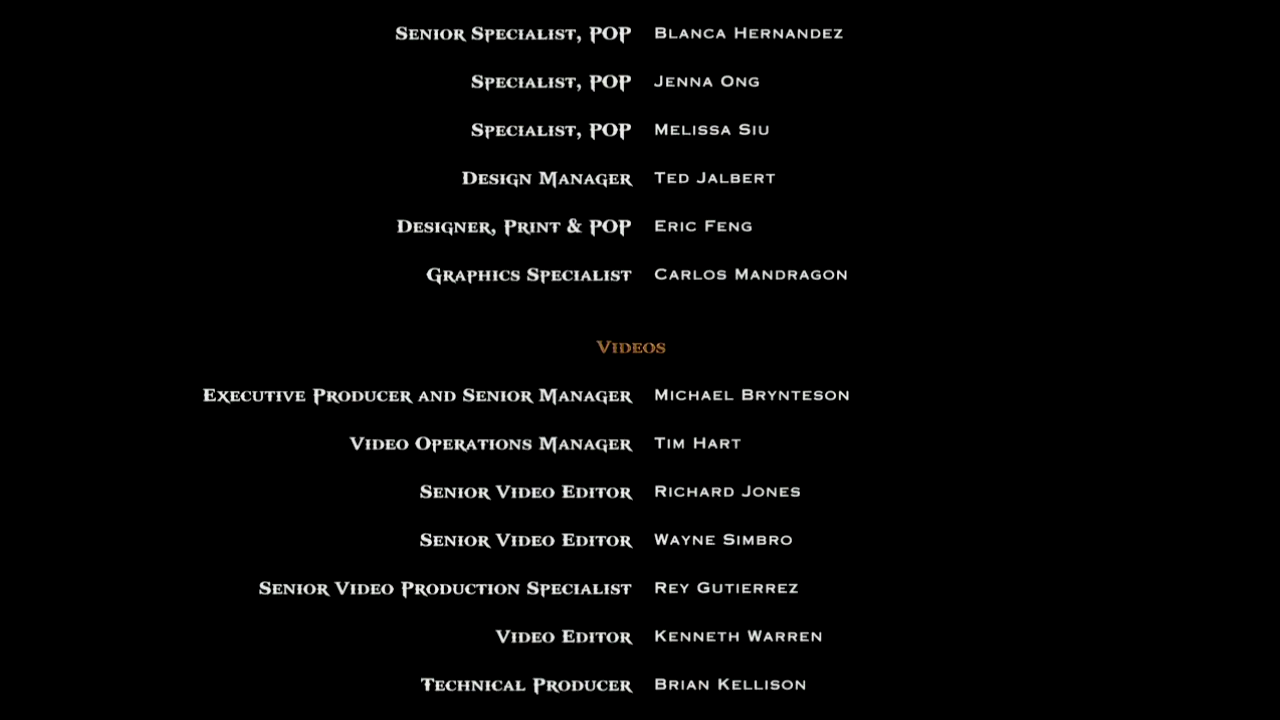 Senior Specialist, POP Blanca Hernandez
Specialist, POP Jenna Ong
Specialist, POP Melissa Siu
Design Manager Ted Jalbert
Designer, Print & POP Eric Feng
Graphics Specialist Carlos Mandragon
Videos
Executive Producer and Senior Manager Michael Brynteson
Video Operations Manager Tim Hart
Senior Video Editor Richard Jones
Senior Video Editor Wayne Simbro
Senior Video Production Specialist Rey Gutierrez
Video Editor Kenneth Warren
Technical Producer Brian Kellison